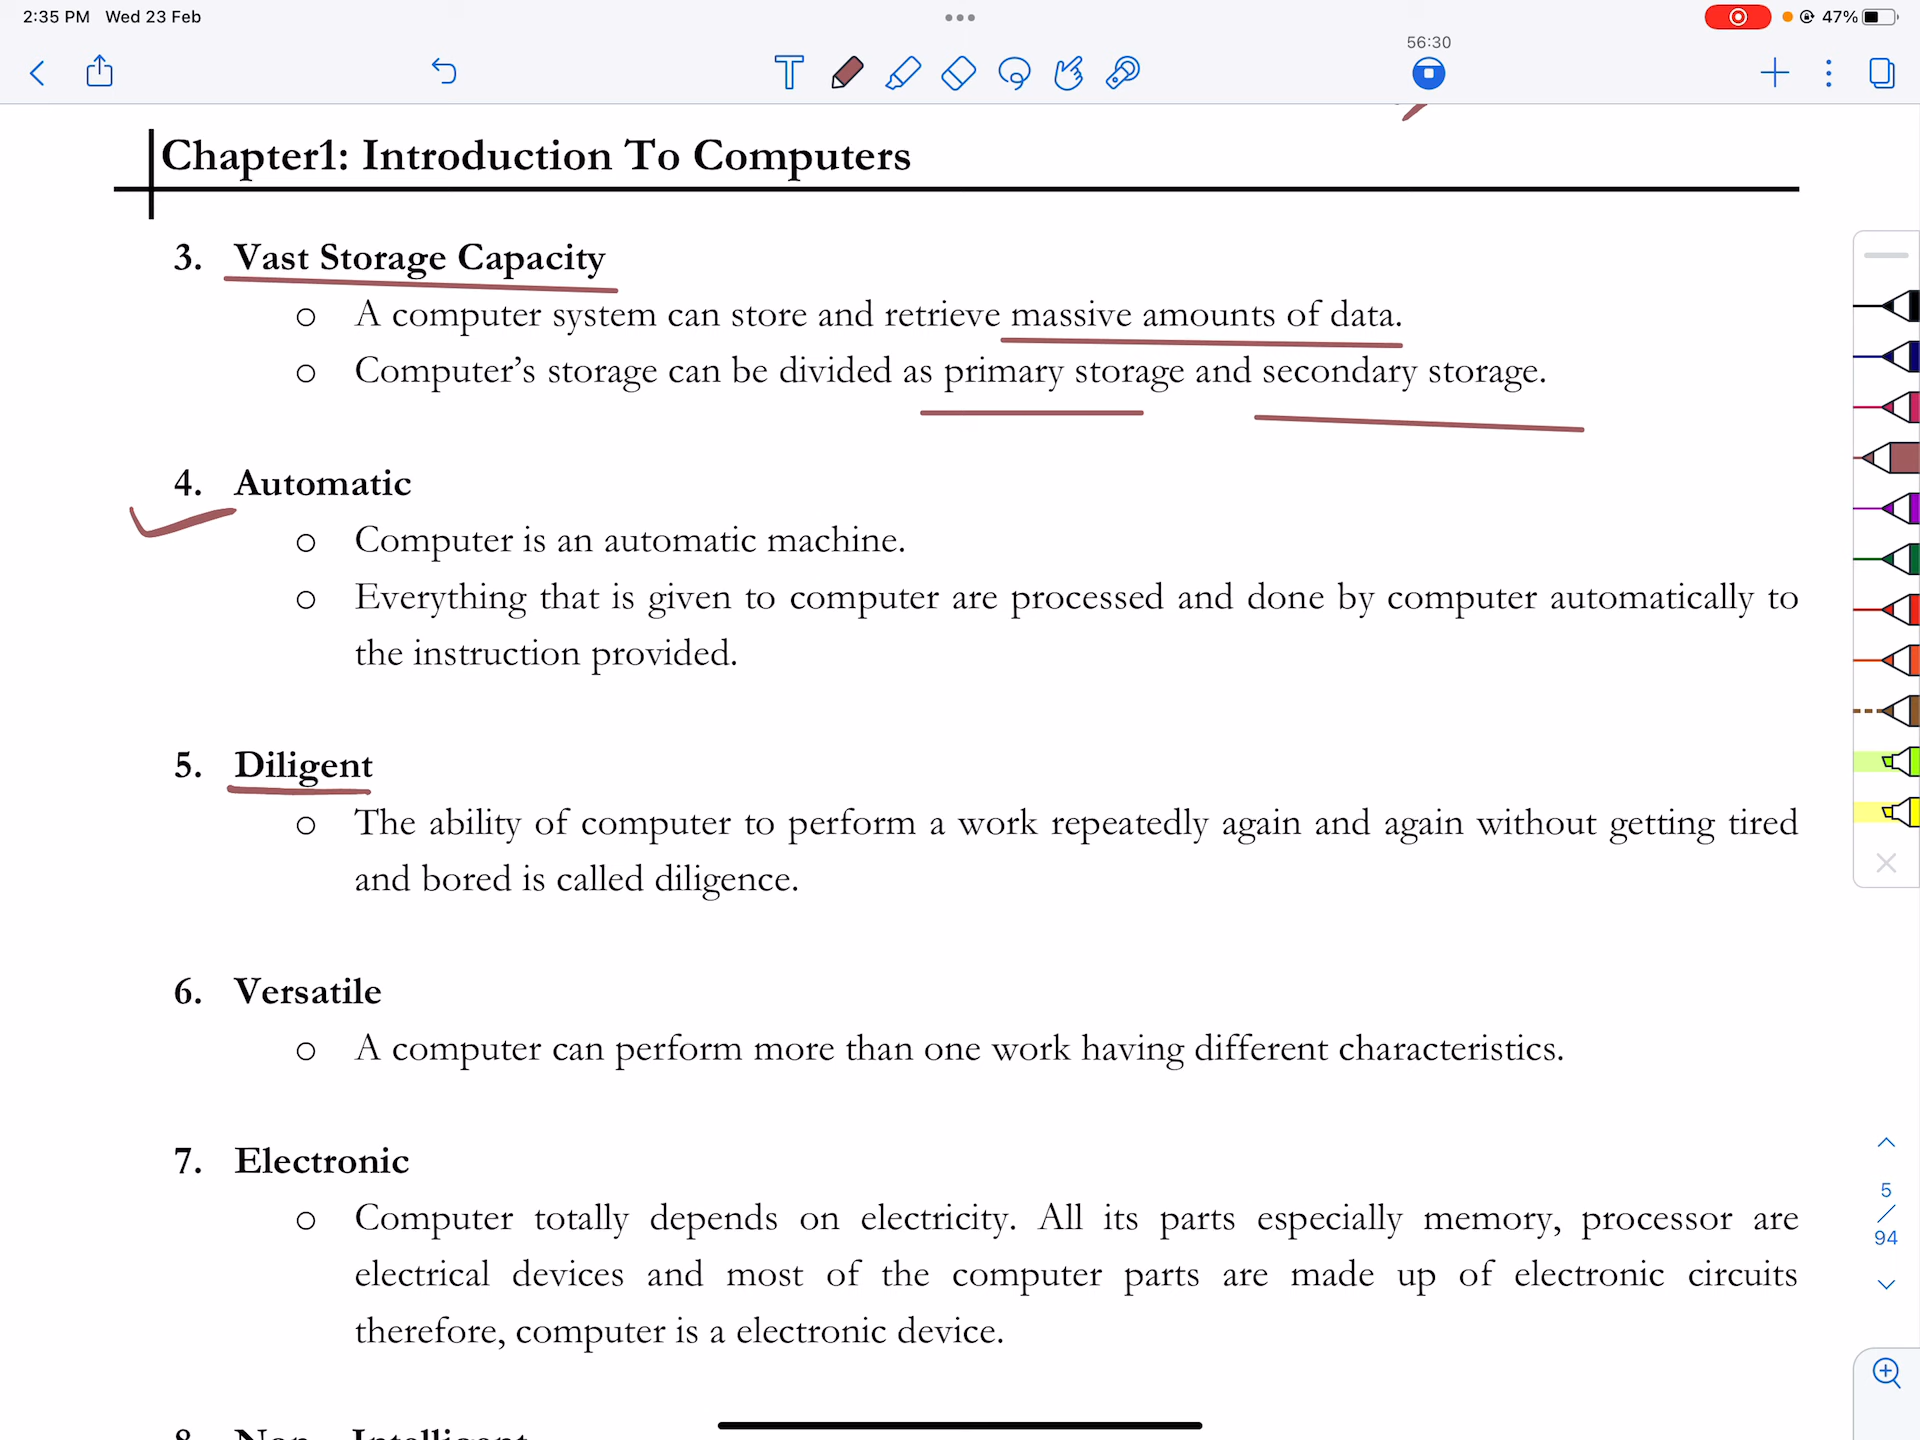 2:35 PM Wed 23 Feb
47%
56:30
Chapter1: Introduction To Computers
3. Vast Storage Capacity
o A computer system can store and retrieve massive amounts of data.
o Computer’s storage can be divided as primary storage and secondary storage.
4. Automatic
o Computer is an automatic machine.
o Everything that is given to computer are processed and done by computer automatically to
the instruction provided.
5. Diligent
o The ability of computer to perform a work repeatedly again and again without getting tired
and bored is called diligence.
6. Versatile
o A computer can perform more than one work having different characteristics.
7. Electronic
o Computer totally depends on electricity. All its parts especially memory, processor are
electrical devices and most of the computer parts are made up of electronic circuits
therefore, computer is a electronic device.
5
/
94
8. Non – Intelligent